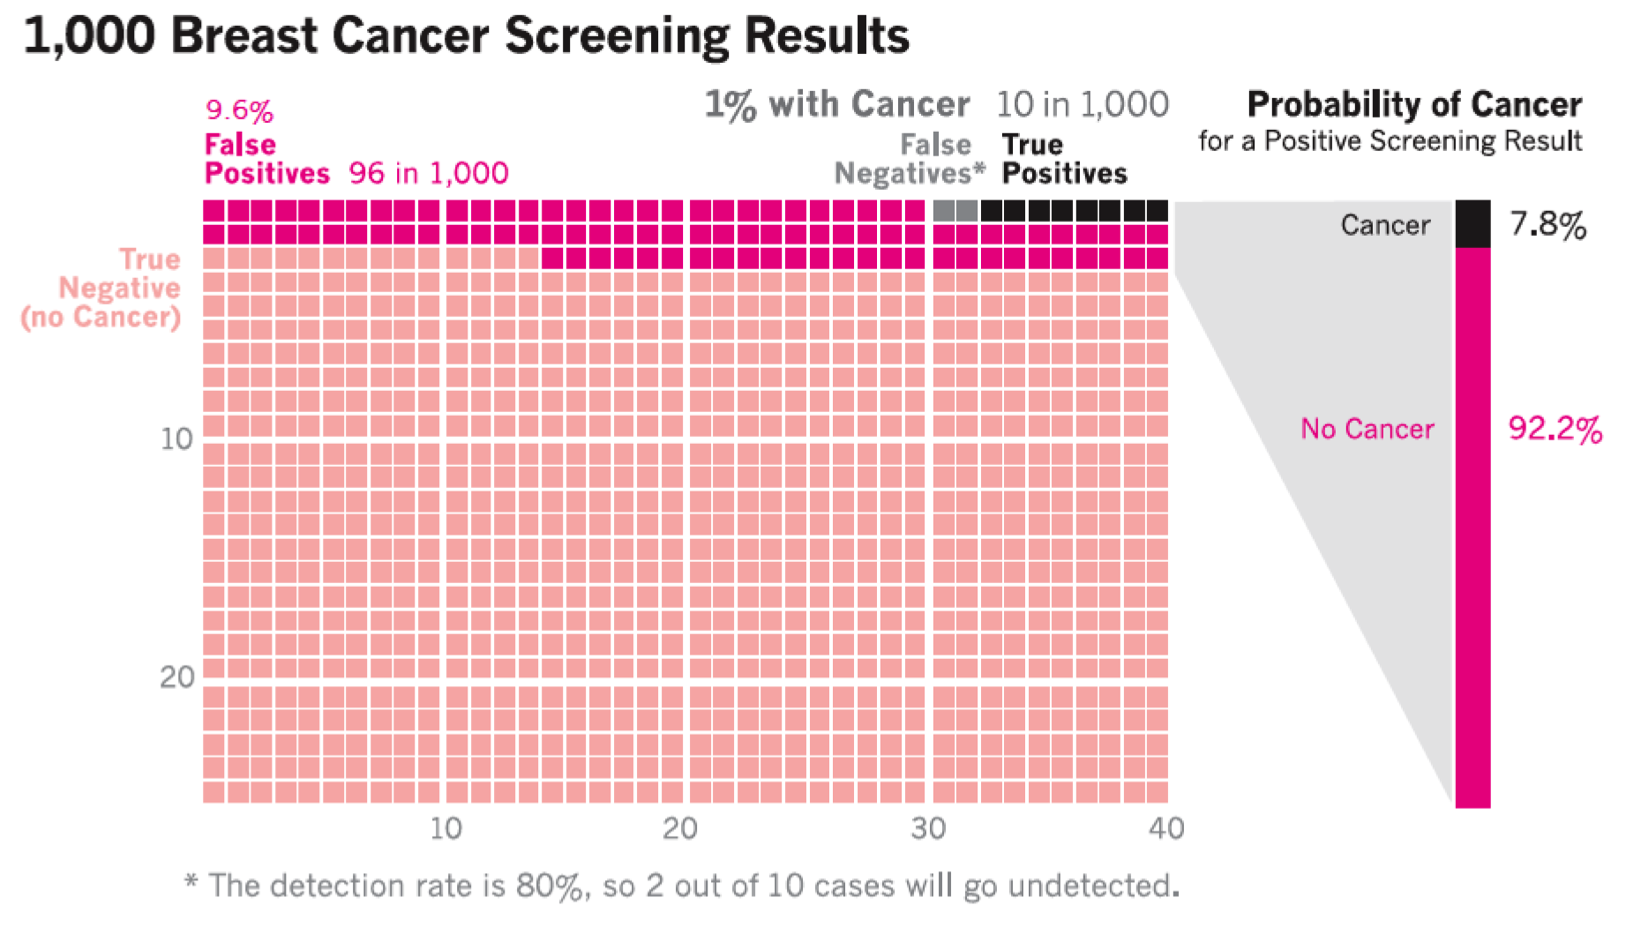 1,000 Breast Cancer Screening Results
9.6%
False
Positives 96 in 1,000
1% with Cancer 10 in 1,000
False
Negatives*
True
Positives
Probability of Cancer
for a Positive Screening Result
True
Negative
(no Cancer)
Cancer
7.8%
No Cancer
92.2%
10
20
10 20 30 40
* The detection rate is 80%, so 2 out of 10 cases will go undetected.